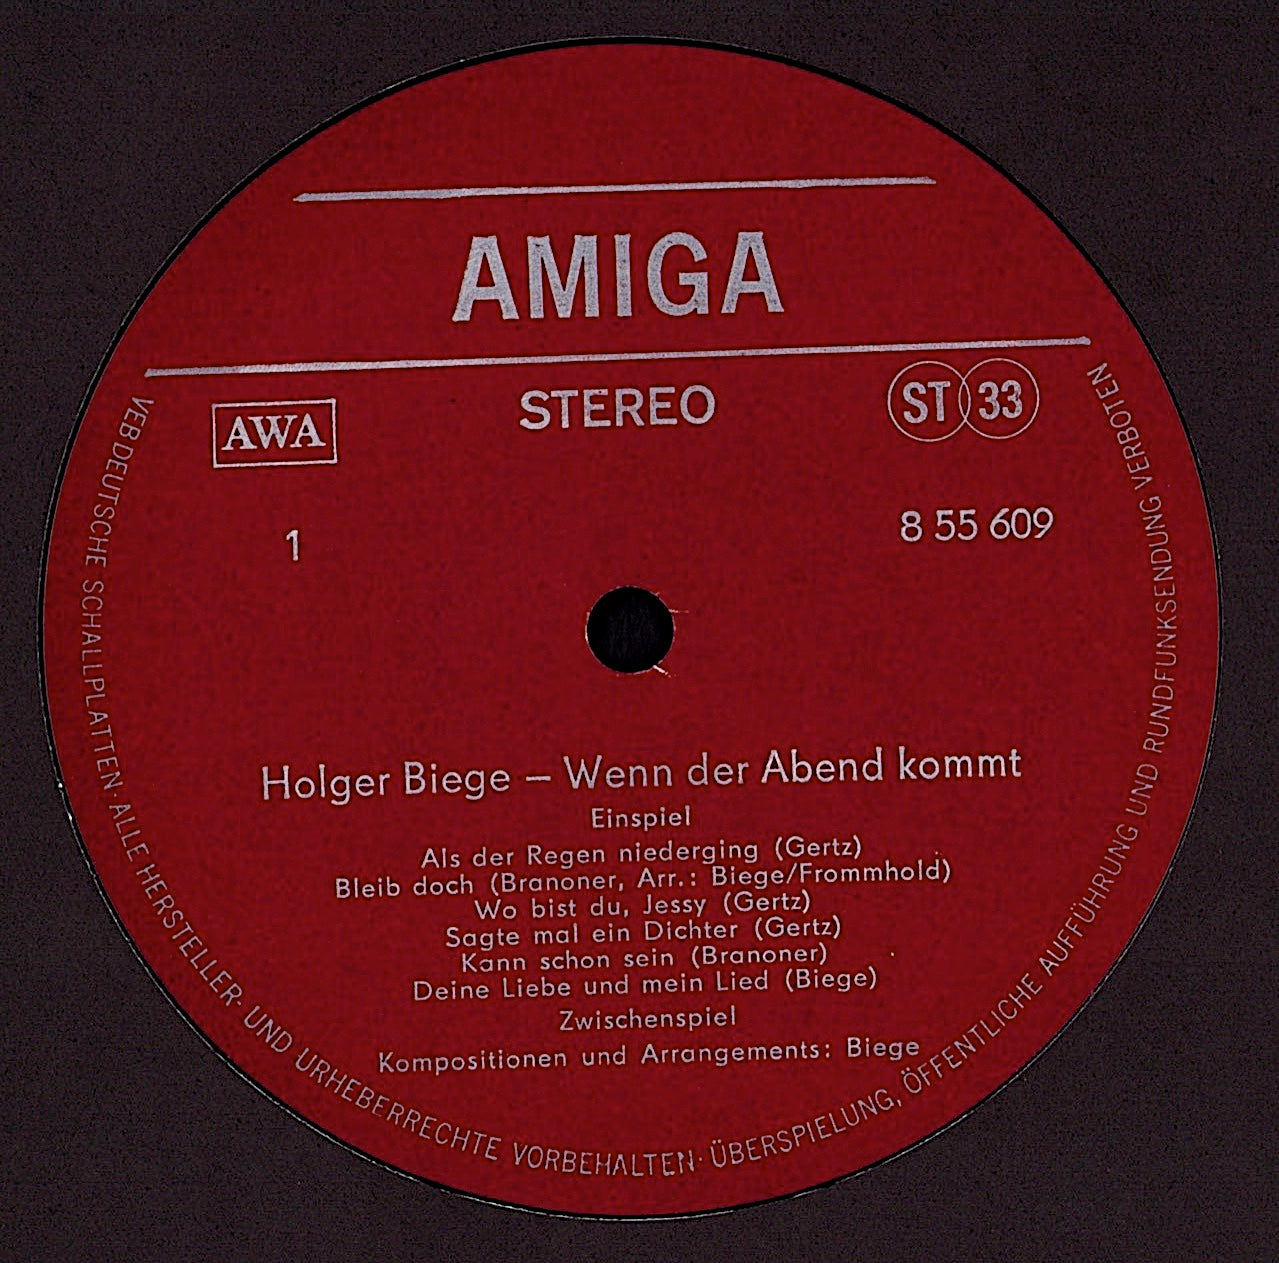 AMIGA
STEREO
AWA
ST 33
1
8 55 609
Holger Biege – Wenn der Abend kommt
Einspiel
Als der Regen niederging (Gertz)
Bleib doch (Branoner, Arr.: Biege/Frommhold)
Wo bist du, Jessy (Gertz)
Sagte mal ein Dichter (Gertz)
Kann schon sein (Branoner)
Deine Liebe und mein Lied (Biege)
Zwischenspiel
Kompositionen und Arrangements: Biege
VEB DEUTSCHE SCHALLPLATTEN · ALLE HERSTELLER- UND URHEBERRECHTE VORBEHALTEN · ÜBERSPIELUNG, ÖFFENTLICHE AUFFÜHRUNG UND RUNDFUNKSENDUNG VERBOTEN